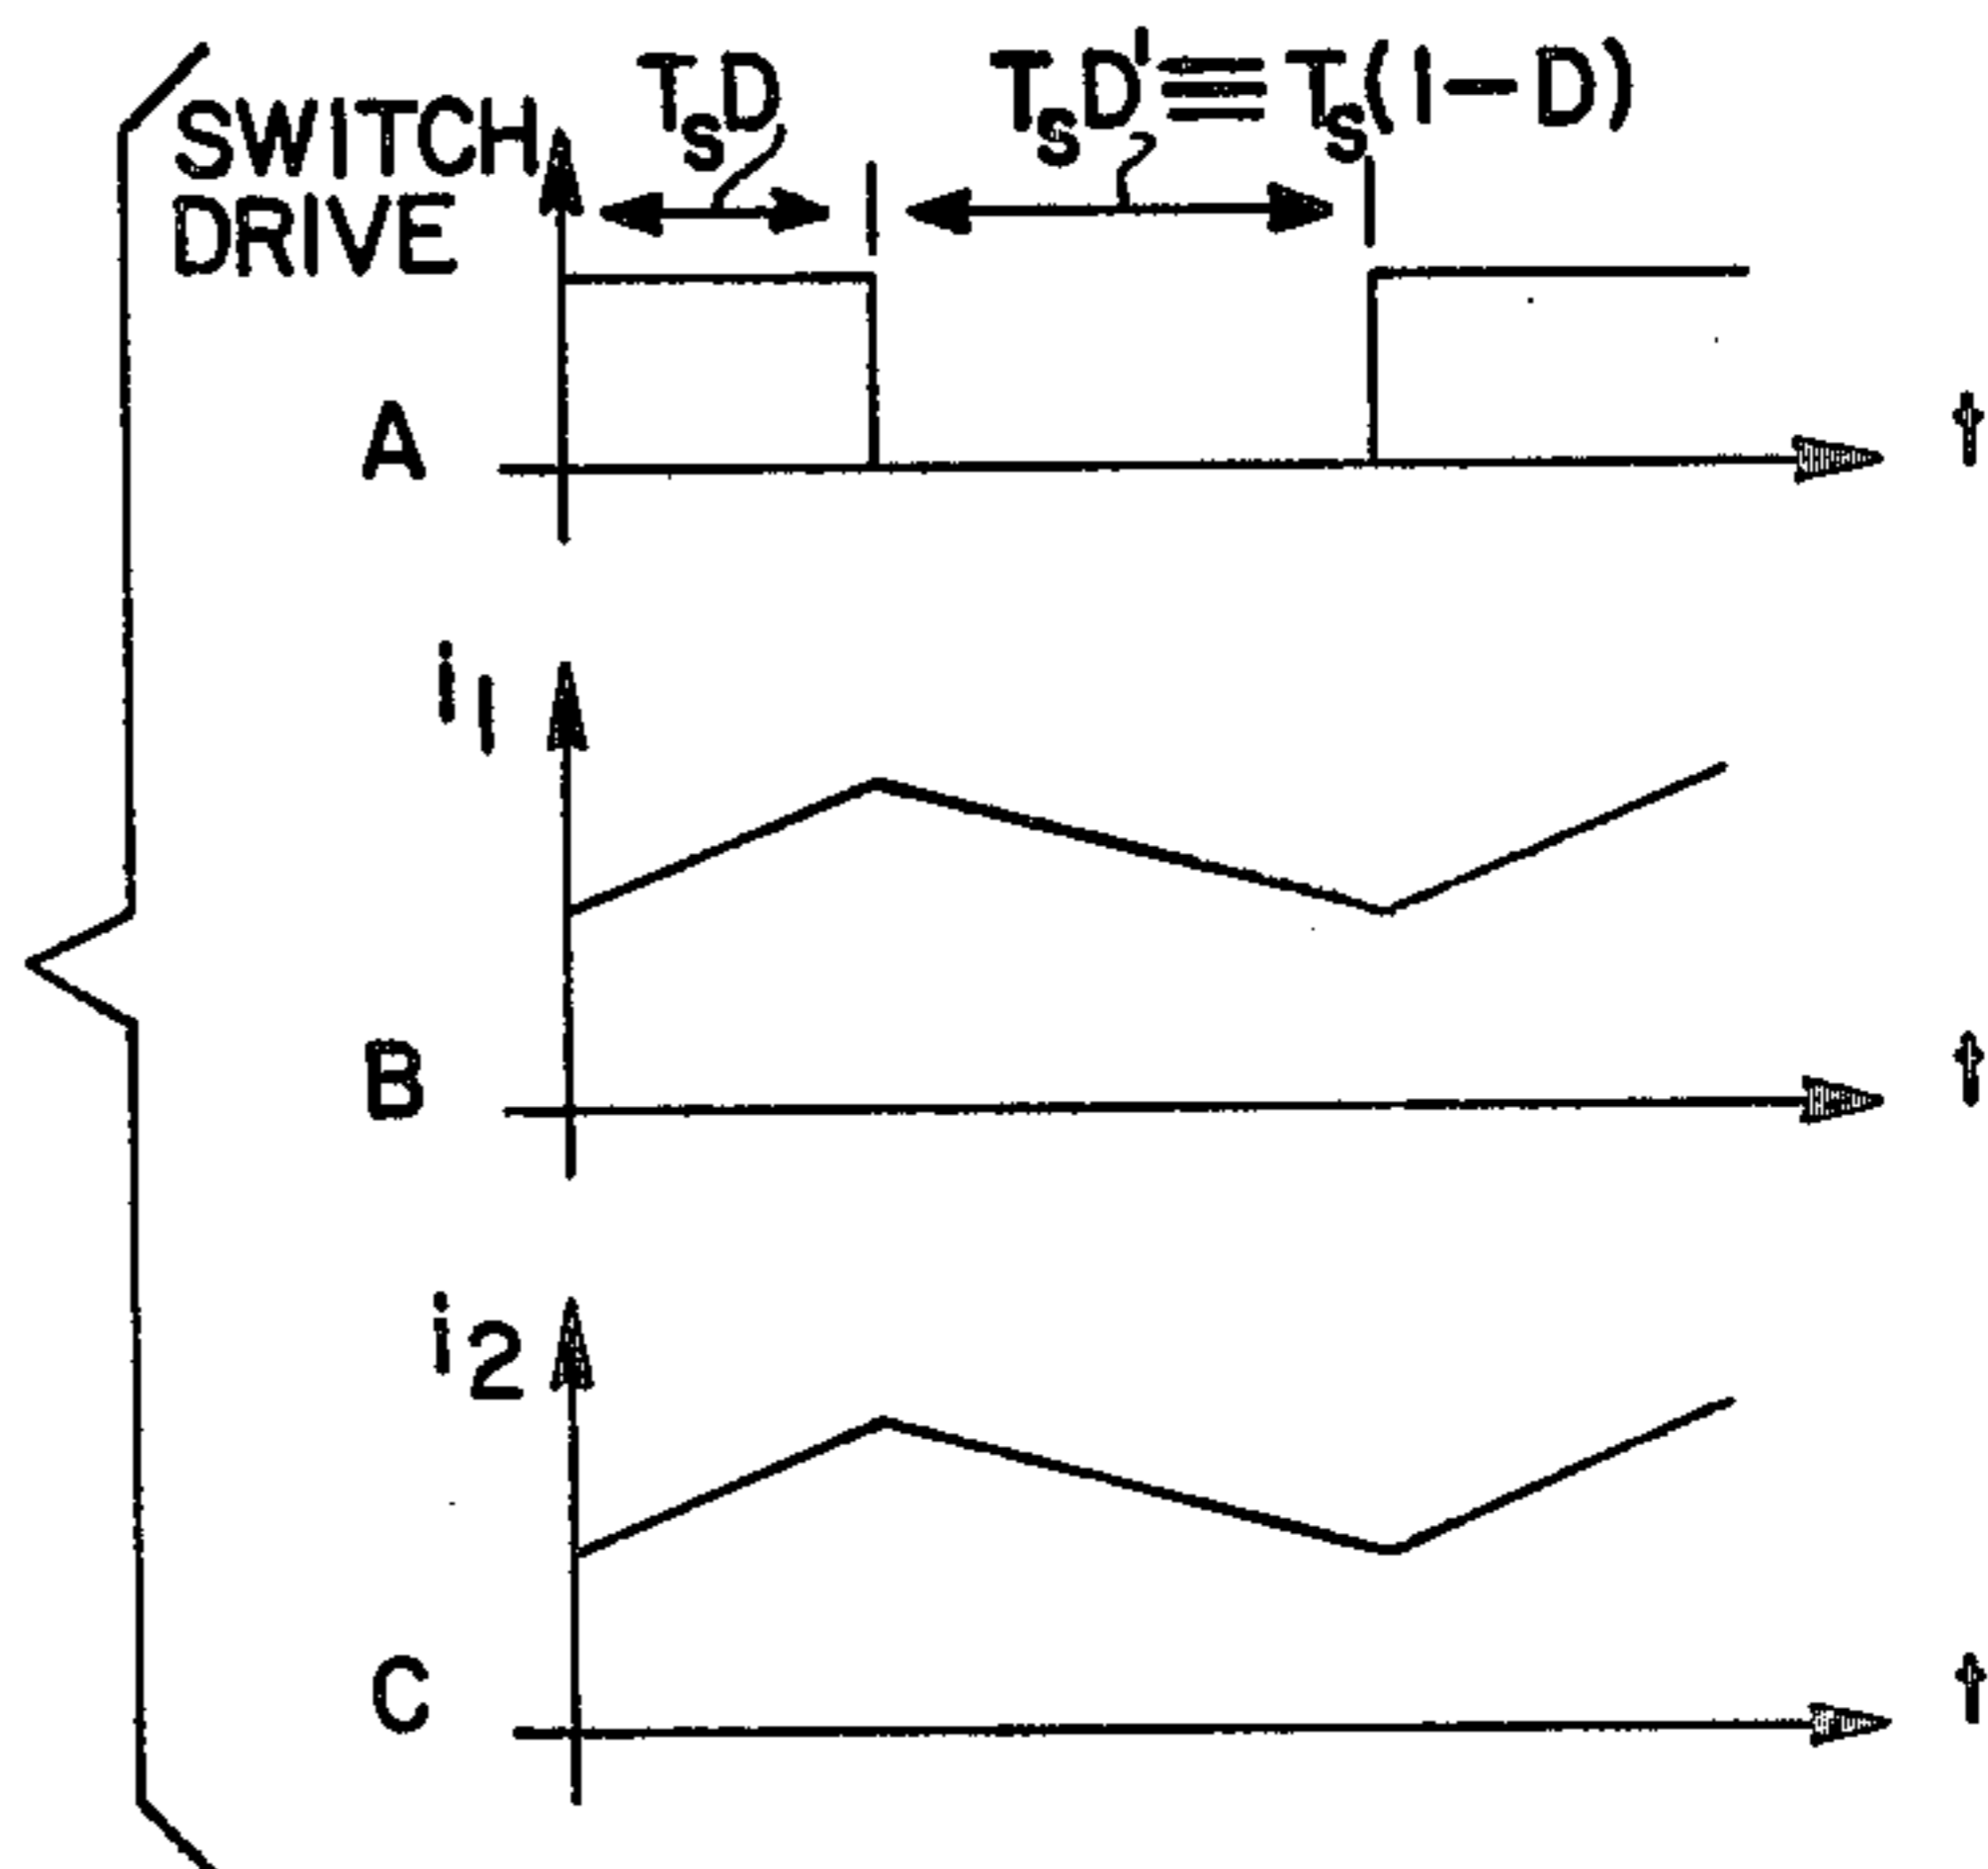 SWITCH DRIVE
TsD
TsD' ≡ Ts(1-D)
A
t
i1
B
t
i2
C
t